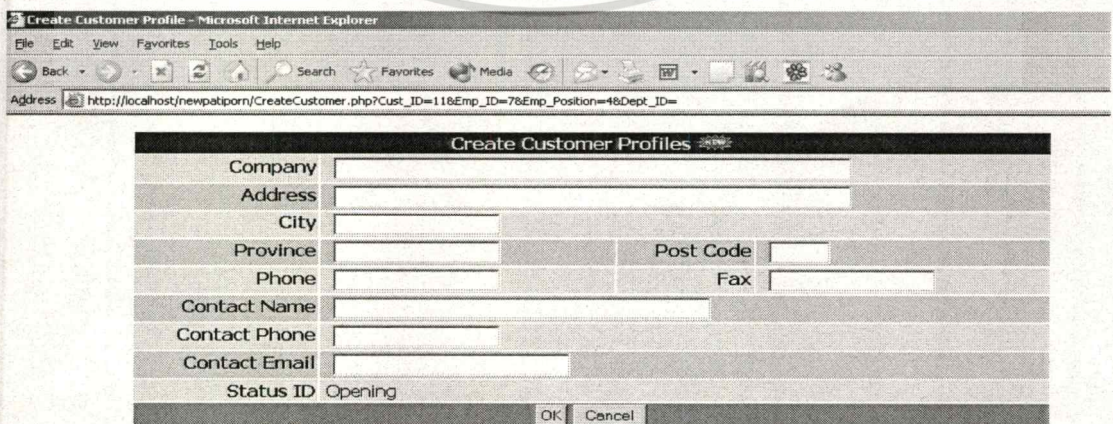 Create Customer Profile - Microsoft Internet Explorer
File Edit View Favorites Tools Help
Back Search Favorites Media
Address http://localhost/newpatiporn/CreateCustomer.php?Cust_ID=11&Emp_ID=7&Emp_Position=4&Dept_ID=
Create Customer Profiles NEW
Company
Address
City
Province Post Code
Phone Fax
Contact Name
Contact Phone
Contact Email
Status ID Opening
OK Cancel